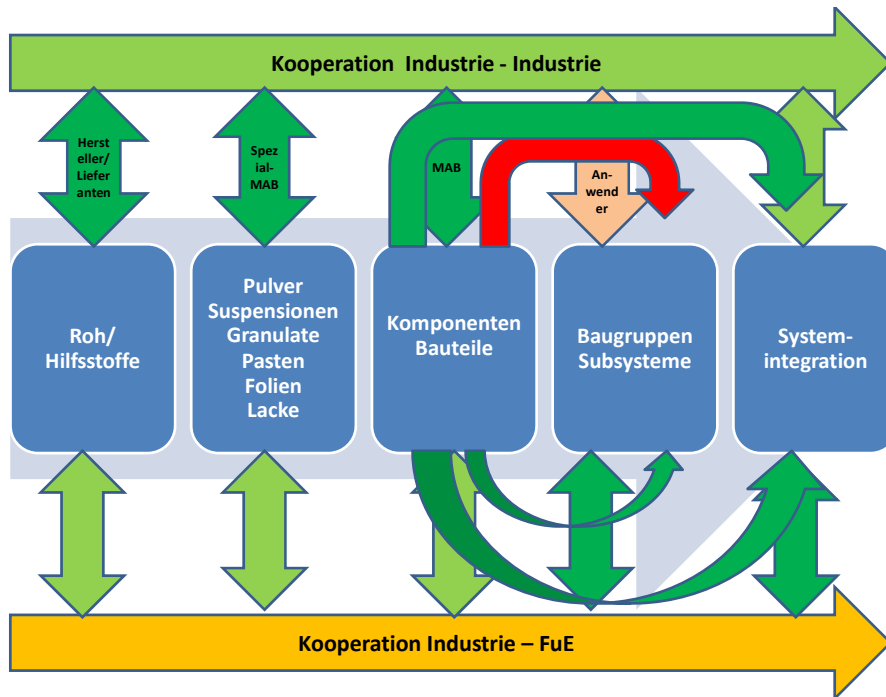 Kooperation Industrie - Industrie
Herst
eller/
Liefer
anten
Spez
ial-
MAB
MAB
An-
wend
er
Roh/
Hilfsstoffe
Pulver
Suspensionen
Granulate
Pasten
Folien
Lacke
Komponenten
Bauteile
Baugruppen
Subsysteme
System-
integration
Kooperation Industrie – FuE